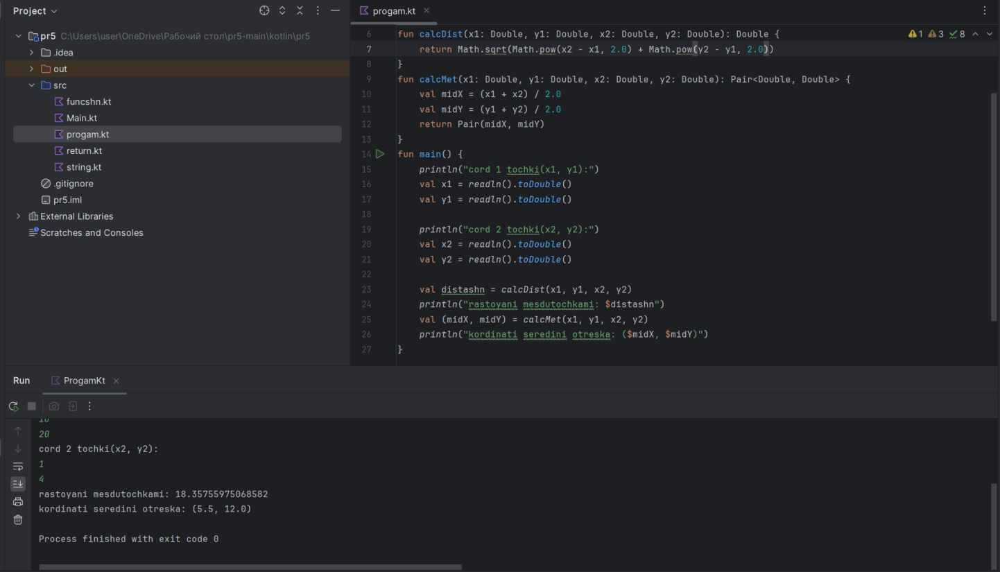 Project
progam.kt
pr5 C:\Users\user\OneDrive\Рабочий стол\pr5-main\kotlin\pr5
.idea
out
src
funcshn.kt
Main.kt
progam.kt
return.kt
string.kt
.gitignore
pr5.iml
External Libraries
Scratches and Consoles
1 3 8
6 fun calcDist(x1: Double, y1: Double, x2: Double, y2: Double): Double {
7 return Math.sqrt(Math.pow(x2 - x1, 2.0) + Math.pow(y2 - y1, 2.0))
8 }
9 fun calcMet(x1: Double, y1: Double, x2: Double, y2: Double): Pair<Double, Double> {
10 val midX = (x1 + x2) / 2.0
11 val midY = (y1 + y2) / 2.0
12 return Pair(midX, midY)
13 }
14 fun main() {
15 println("cord 1 tochki(x1, y1):")
16 val x1 = readln().toDouble()
17 val y1 = readln().toDouble()
18
19 println("cord 2 tochki(x2, y2):")
20 val x2 = readln().toDouble()
21 val y2 = readln().toDouble()
22
23 val distashn = calcDist(x1, y1, x2, y2)
24 println("rastoyani mesdutochkami: $distashn")
25 val (midX, midY) = calcMet(x1, y1, x2, y2)
26 println("kordinati seredini otreska: ($midX, $midY)")
27 }
Run ProgamKt
10
20
cord 2 tochki(x2, y2):
1
4
rastoyani mesdutochkami: 18.35755975068582
kordinati seredini otreska: (5.5, 12.0)
Process finished with exit code 0